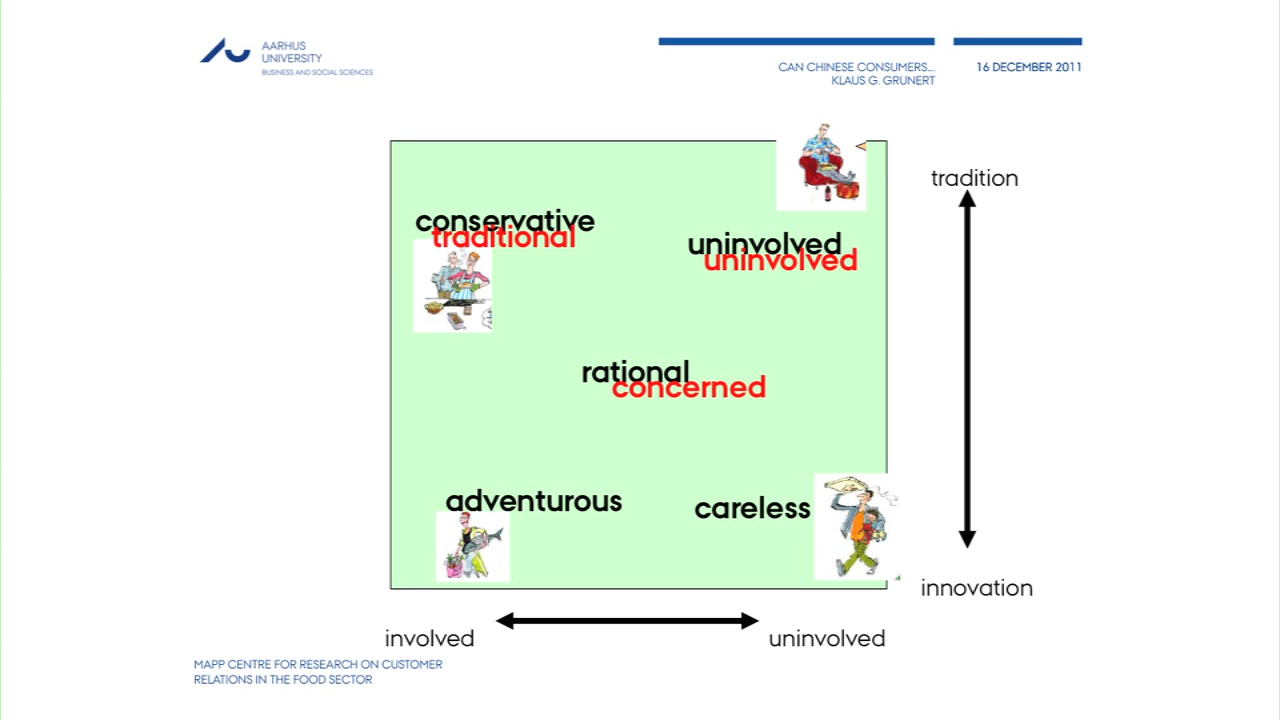 AARHUS
UNIVERSITY
BUSINESS AND SOCIAL SCIENCES
CAN CHINESE CONSUMERS...
KLAUS G. GRUNERT
16 DECEMBER 2011
tradition
conservative
traditional
uninvolved
uninvolved
rational
concerned
adventurous
careless
innovation
involved
uninvolved
MAPP CENTRE FOR RESEARCH ON CUSTOMER
RELATIONS IN THE FOOD SECTOR